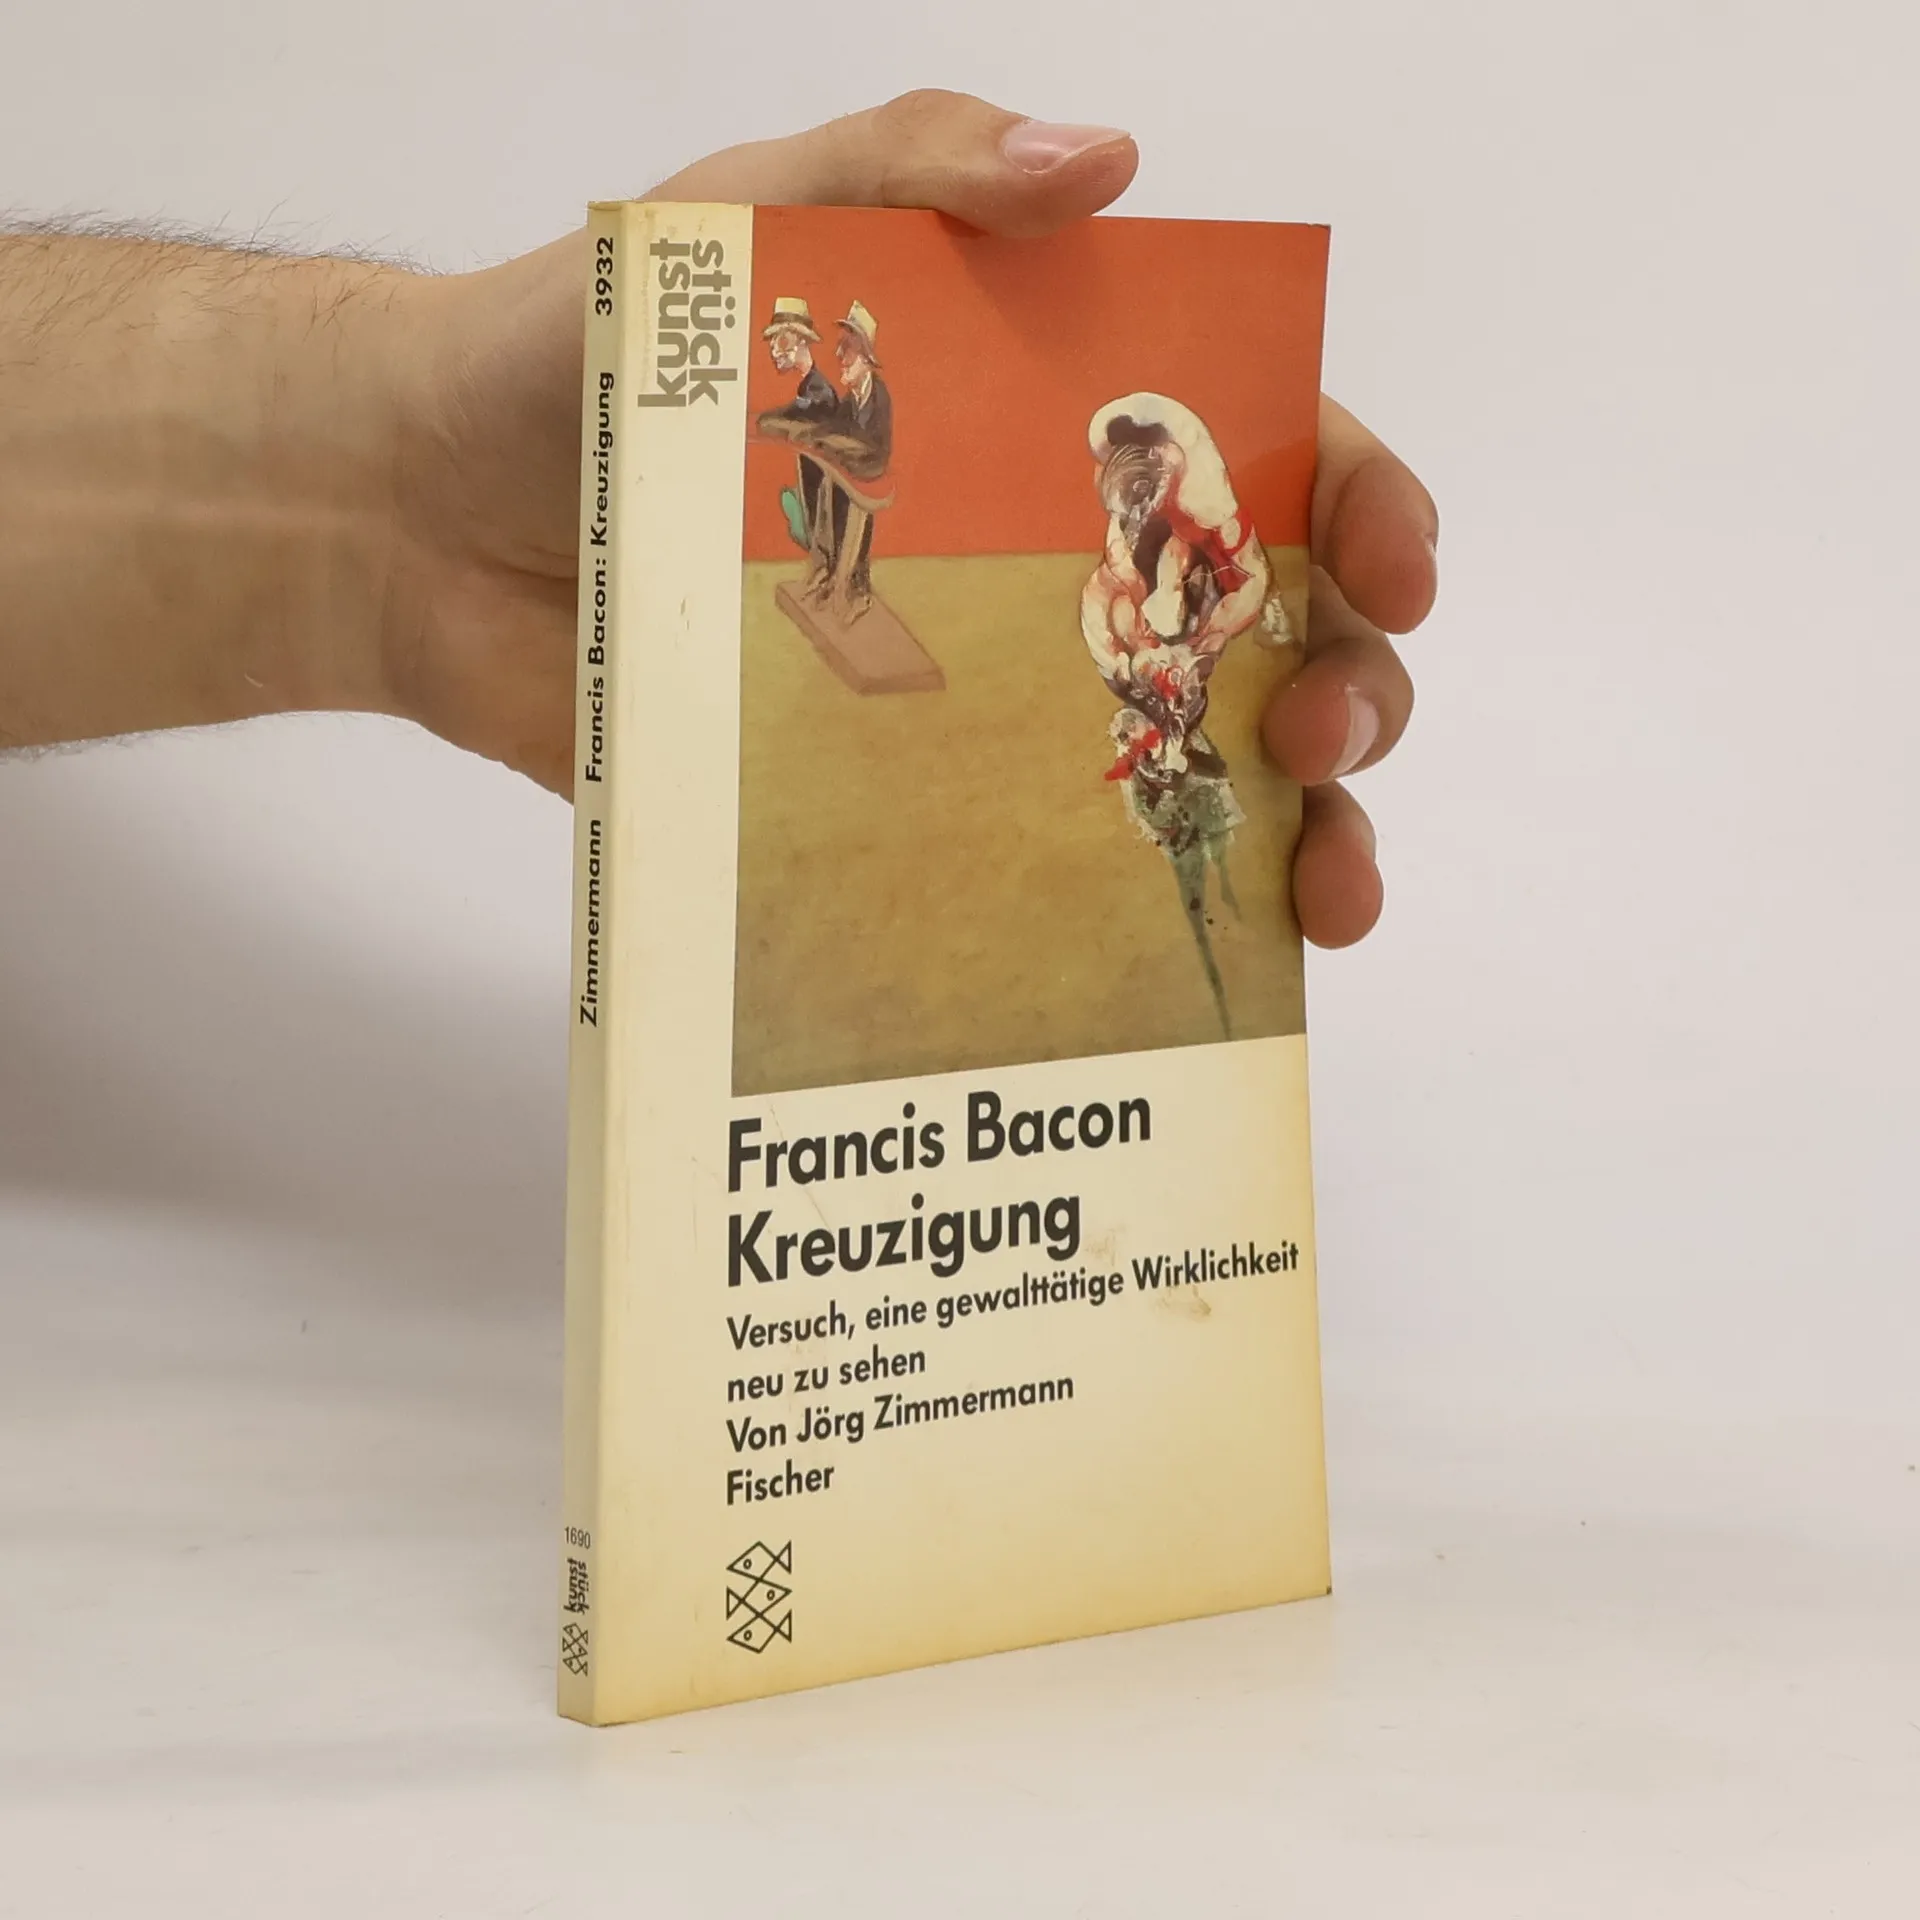 kunst
stück
Francis Bacon
Kreuzigung
Versuch, eine gewalttätige Wirklichkeit
neu zu sehen
Von Jörg Zimmermann
Fischer
Zimmermann Francis Bacon: Kreuzigung 3932
1690
kunst
stück